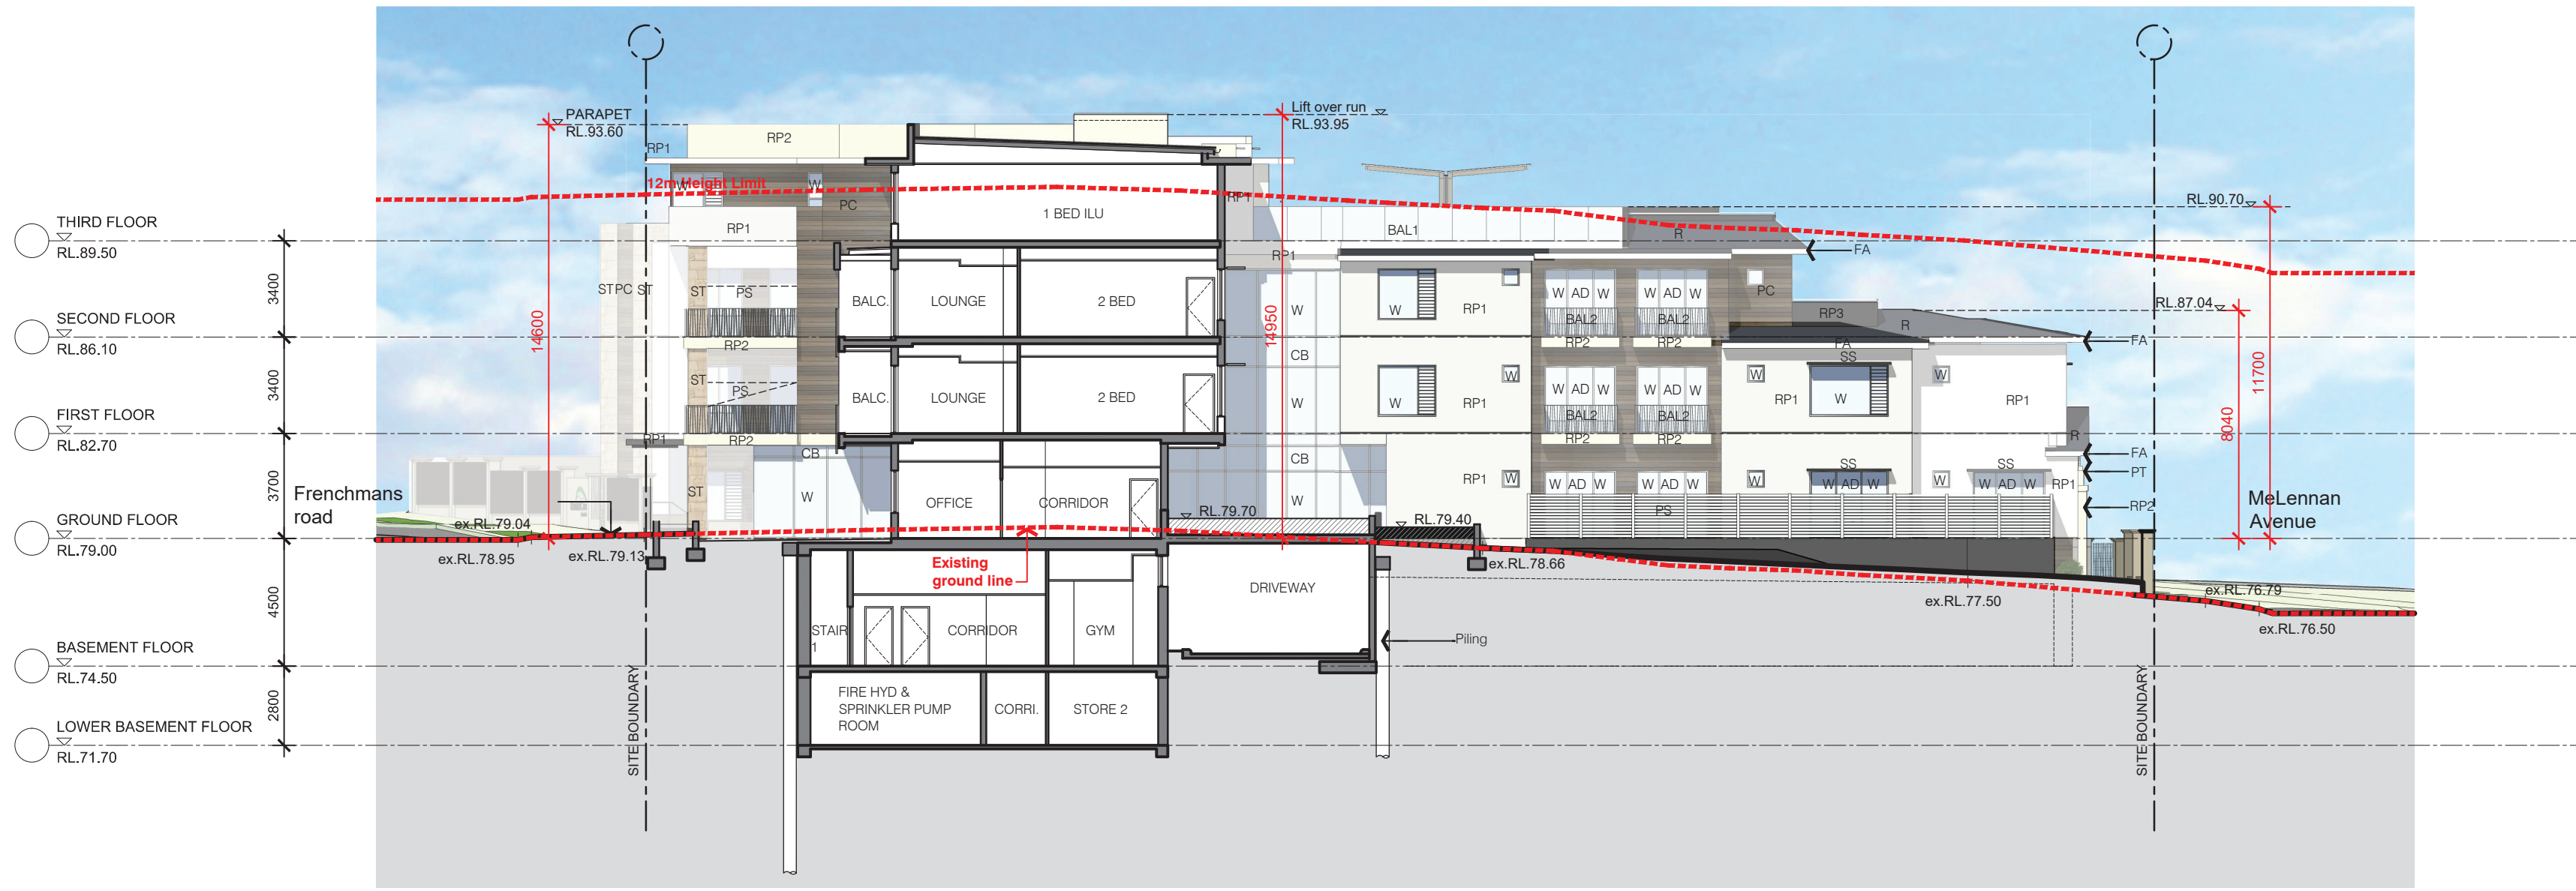 PARAPET
RL.93.60
Lift over run
RL.93.95
RP2
RP1
12m Height Limit
W
W
PC
RP1
1 BED ILU
RL.90.70
THIRD FLOOR
RL.89.50
RP1
BAL1
R
FA
RP1
3400
ST PC ST
ST
PS
BALC.
LOUNGE
2 BED
W
W
RP1
W AD W
W AD W
PC
BAL2
BAL2
RL.87.04
RP3
R
14600
14950
SECOND FLOOR
RL.86.10
RP2
RP2
RP2
FA
FA
SS
CB
11700
3400
ST
PS
BALC.
LOUNGE
2 BED
W
W
W
RP1
W AD W
W AD W
BAL2
BAL2
W
RP1
W
W
RP1
8040
FIRST FLOOR
RL.82.70
RP1
RP2
RP2
RP2
R
CB
CB
FA
SS
SS
PT
3700
Frenchmans
road
ST
W
OFFICE
CORRIDOR
W
RP1
W
W AD W
W AD W
W
W AD W
W
W AD W
RP1
RP2
MeLennan
Avenue
PS
GROUND FLOOR
RL.79.00
ex.RL.79.04
RL.79.70
RL.79.40
ex.RL.78.95
ex.RL.79.13
Existing
ground line
ex.RL.78.66
DRIVEWAY
ex.RL.77.50
ex.RL.76.79
ex.RL.76.50
4500
STAIR
1
CORRIDOR
GYM
Piling
BASEMENT FLOOR
RL.74.50
SITE BOUNDARY
SITE BOUNDARY
2800
FIRE HYD &
SPRINKLER PUMP
ROOM
CORRI.
STORE 2
LOWER BASEMENT FLOOR
RL.71.70